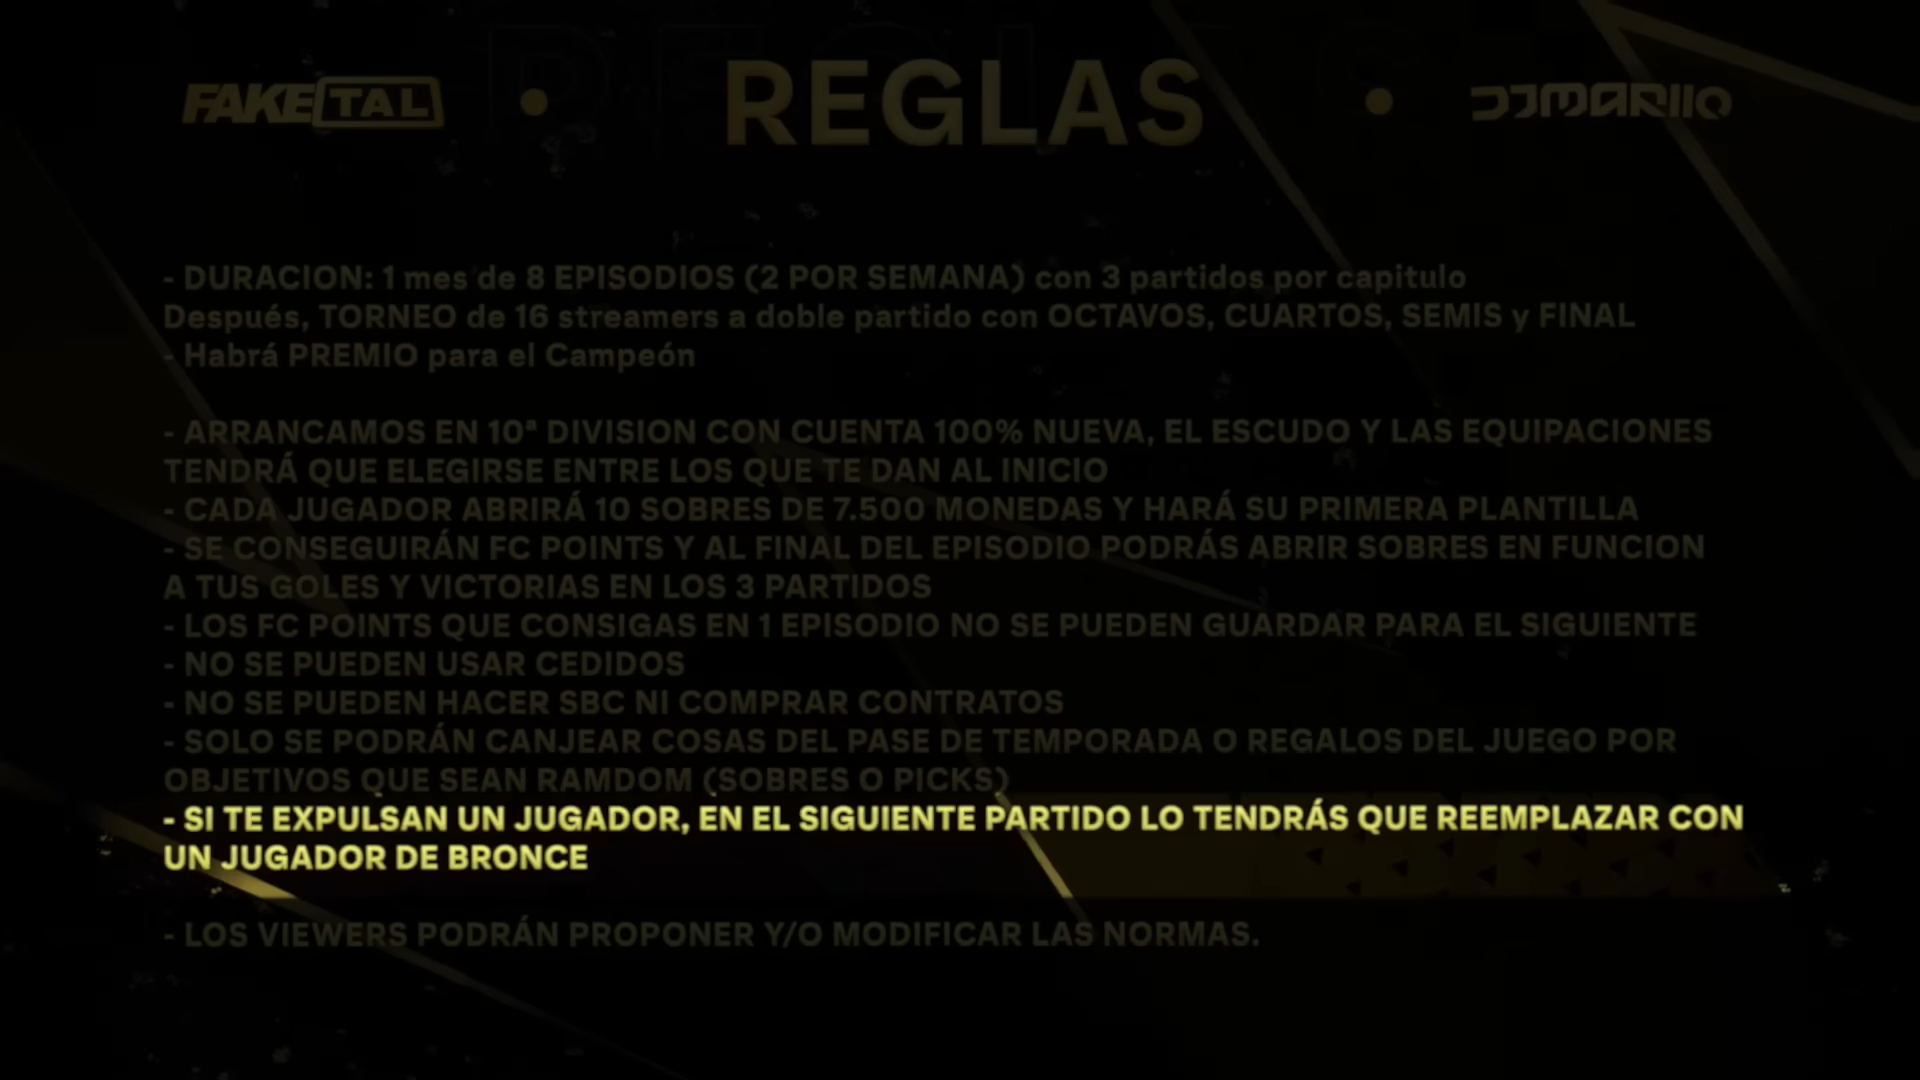 FAKETAL
REGLAS
DJMARIIO
- DURACION: 1 mes de 8 EPISODIOS (2 POR SEMANA) con 3 partidos por capitulo
Después, TORNEO de 16 streamers a doble partido con OCTAVOS, CUARTOS, SEMIS y FINAL
- Habrá PREMIO para el Campeón
- ARRANCAMOS EN 10ª DIVISION CON CUENTA 100% NUEVA, EL ESCUDO Y LAS EQUIPACIONES
TENDRÁ QUE ELEGIRSE ENTRE LOS QUE TE DAN AL INICIO
- CADA JUGADOR ABRIRÁ 10 SOBRES DE 7.500 MONEDAS Y HARÁ SU PRIMERA PLANTILLA
- SE CONSEGUIRÁN FC POINTS Y AL FINAL DEL EPISODIO PODRÁS ABRIR SOBRES EN FUNCION
A TUS GOLES Y VICTORIAS EN LOS 3 PARTIDOS
- LOS FC POINTS QUE CONSIGAS EN 1 EPISODIO NO SE PUEDEN GUARDAR PARA EL SIGUIENTE
- NO SE PUEDEN USAR CEDIDOS
- NO SE PUEDEN HACER SBC NI COMPRAR CONTRATOS
- SOLO SE PODRÁN CANJEAR COSAS DEL PASE DE TEMPORADA O REGALOS DEL JUEGO POR
OBJETIVOS QUE SEAN RAMDOM (SOBRES O PICKS)
- SI TE EXPULSAN UN JUGADOR, EN EL SIGUIENTE PARTIDO LO TENDRÁS QUE REEMPLAZAR CON
UN JUGADOR DE BRONCE
- LOS VIEWERS PODRÁN PROPONER Y/O MODIFICAR LAS NORMAS.